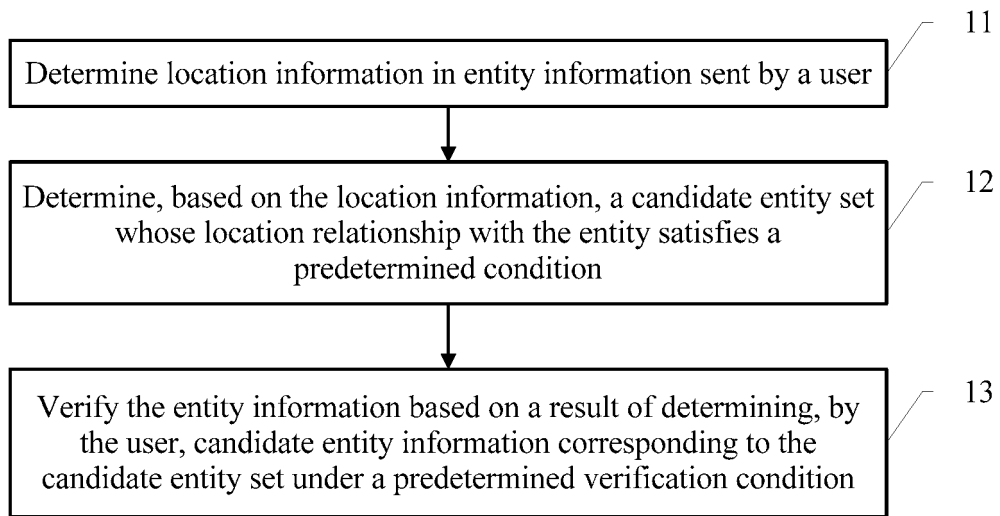 11
Determine location information in entity information sent by a user
12
Determine, based on the location information, a candidate entity set
whose location relationship with the entity satisfies a
predetermined condition
13
Verify the entity information based on a result of determining, by
the user, candidate entity information corresponding to the
candidate entity set under a predetermined verification condition